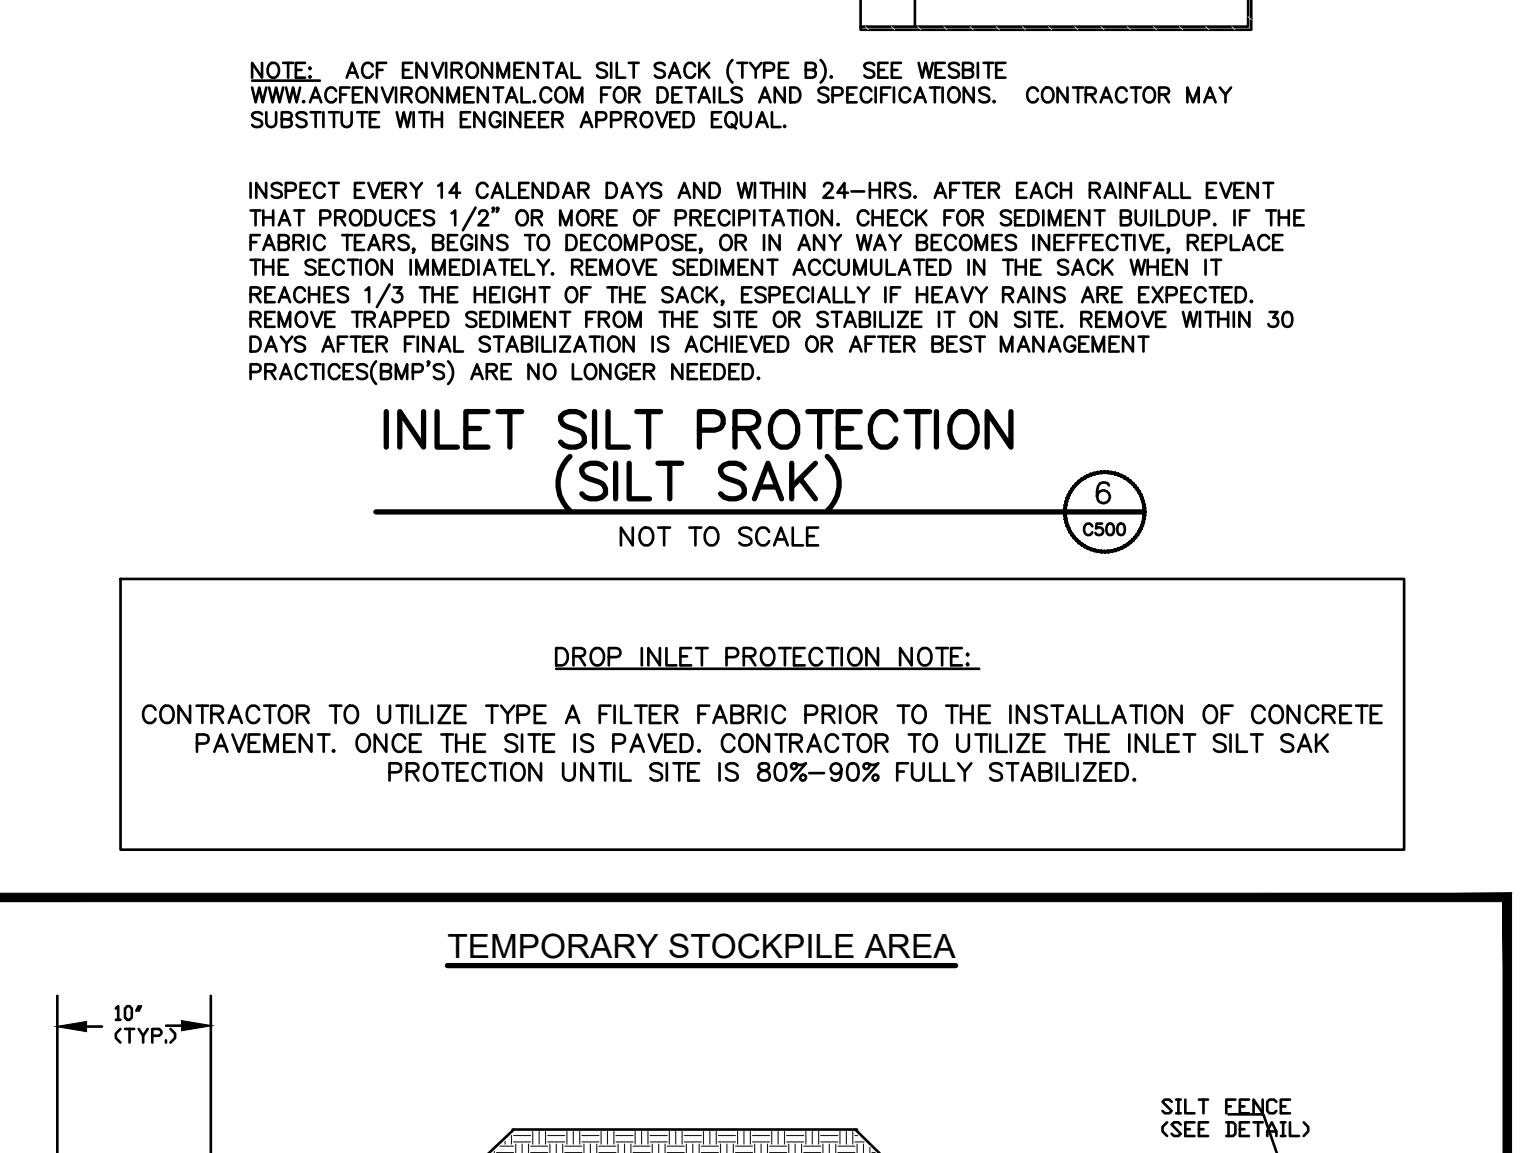 NOTE: ACF ENVIRONMENTAL SILT SACK (TYPE B). SEE WESBITE
WWW.ACFENVIRONMENTAL.COM FOR DETAILS AND SPECIFICATIONS. CONTRACTOR MAY
SUBSTITUTE WITH ENGINEER APPROVED EQUAL.
INSPECT EVERY 14 CALENDAR DAYS AND WITHIN 24-HRS. AFTER EACH RAINFALL EVENT
THAT PRODUCES 1/2" OR MORE OF PRECIPITATION. CHECK FOR SEDIMENT BUILDUP. IF THE
FABRIC TEARS, BEGINS TO DECOMPOSE, OR IN ANY WAY BECOMES INEFFECTIVE, REPLACE
THE SECTION IMMEDIATELY. REMOVE SEDIMENT ACCUMULATED IN THE SACK WHEN IT
REACHES 1/3 THE HEIGHT OF THE SACK, ESPECIALLY IF HEAVY RAINS ARE EXPECTED.
REMOVE TRAPPED SEDIMENT FROM THE SITE OR STABILIZE IT ON SITE. REMOVE WITHIN 30
DAYS AFTER FINAL STABILIZATION IS ACHIEVED OR AFTER BEST MANAGEMENT
PRACTICES(BMP'S) ARE NO LONGER NEEDED.
INLET SILT PROTECTION
(SILT SAK)
6
C500
NOT TO SCALE
DROP INLET PROTECTION NOTE:
CONTRACTOR TO UTILIZE TYPE A FILTER FABRIC PRIOR TO THE INSTALLATION OF CONCRETE
PAVEMENT. ONCE THE SITE IS PAVED. CONTRACTOR TO UTILIZE THE INLET SILT SAK
PROTECTION UNTIL SITE IS 80%-90% FULLY STABILIZED.
TEMPORARY STOCKPILE AREA
10"
(TYP.)
SILT FENCE
(SEE DETAIL)